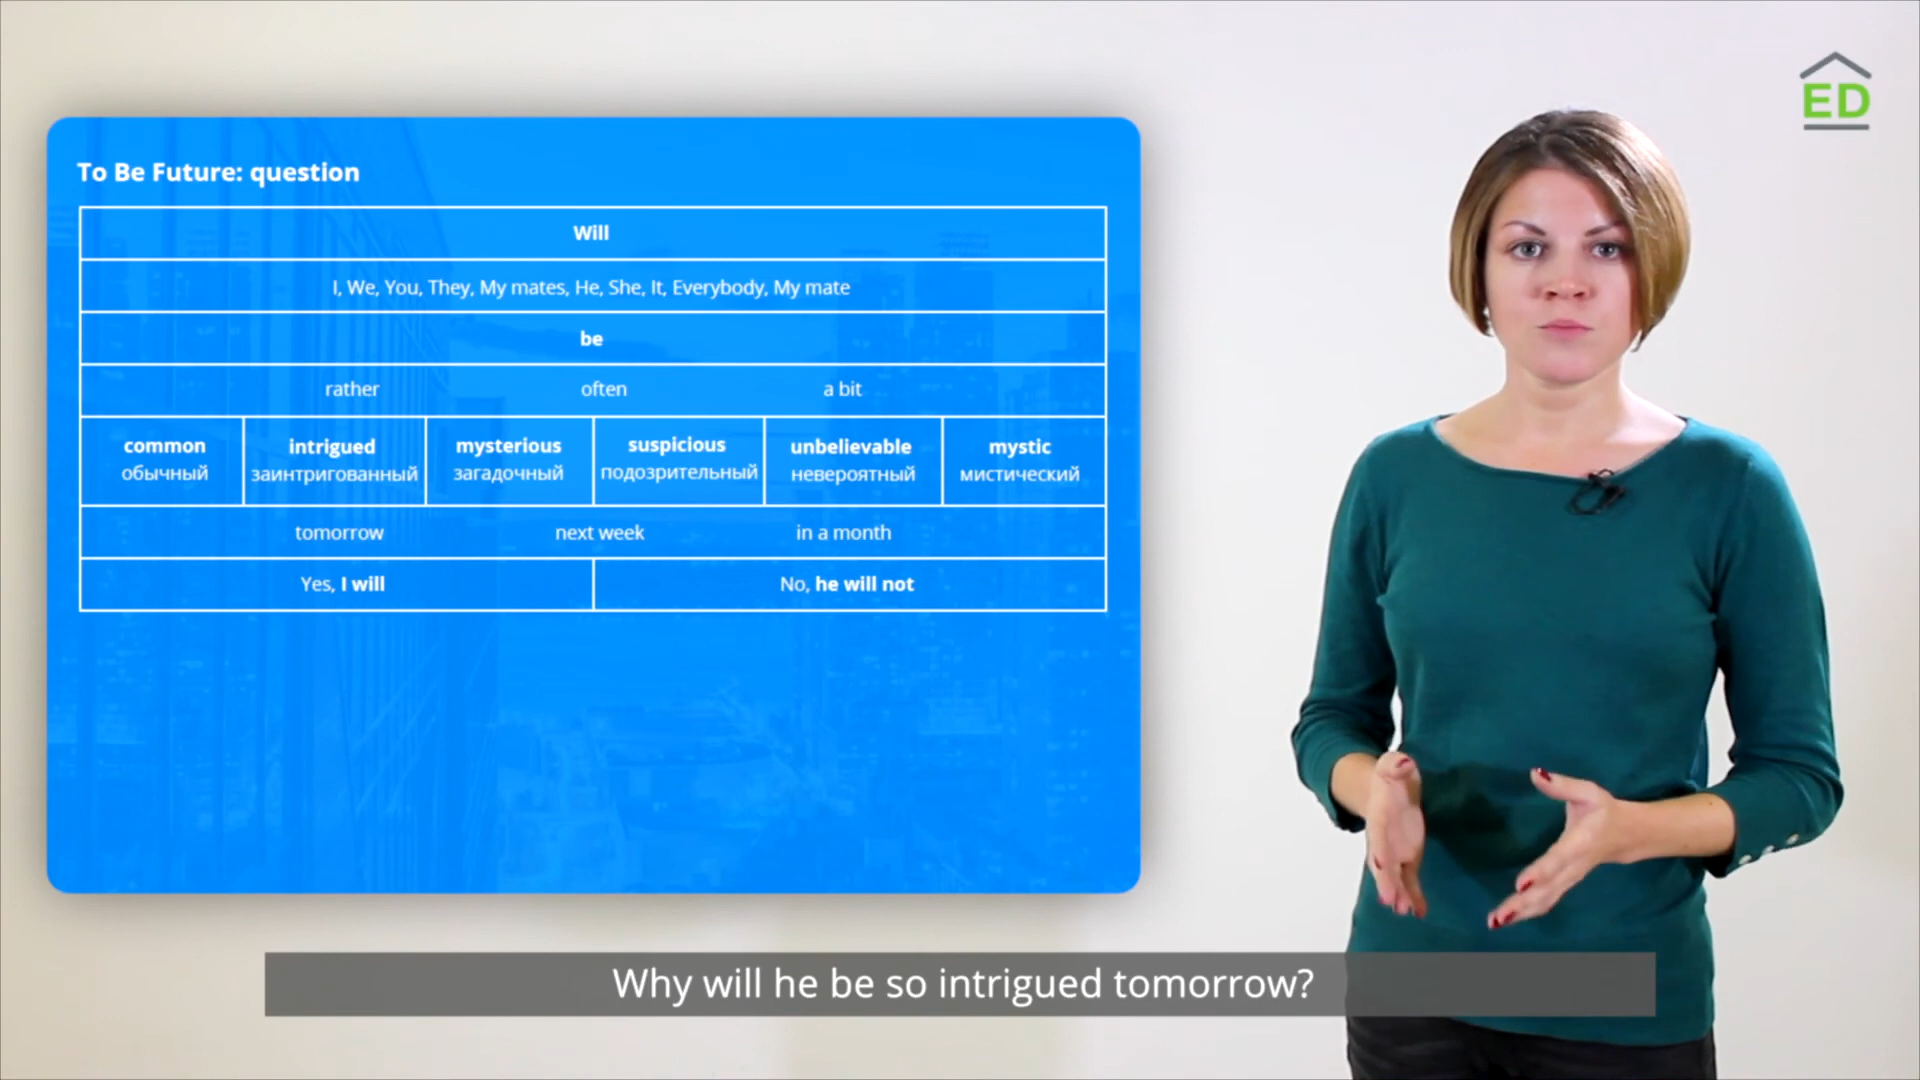 ED
To Be Future: question
Will
I, We, You, They, My mates, He, She, It, Everybody, My mate
be
rather often a bit
common intrigued mysterious suspicious unbelievable mystic
обычный заинтригованный загадочный подозрительный невероятный мистический
tomorrow next week in a month
Yes, I will No, he will not
Why will he be so intrigued tomorrow?